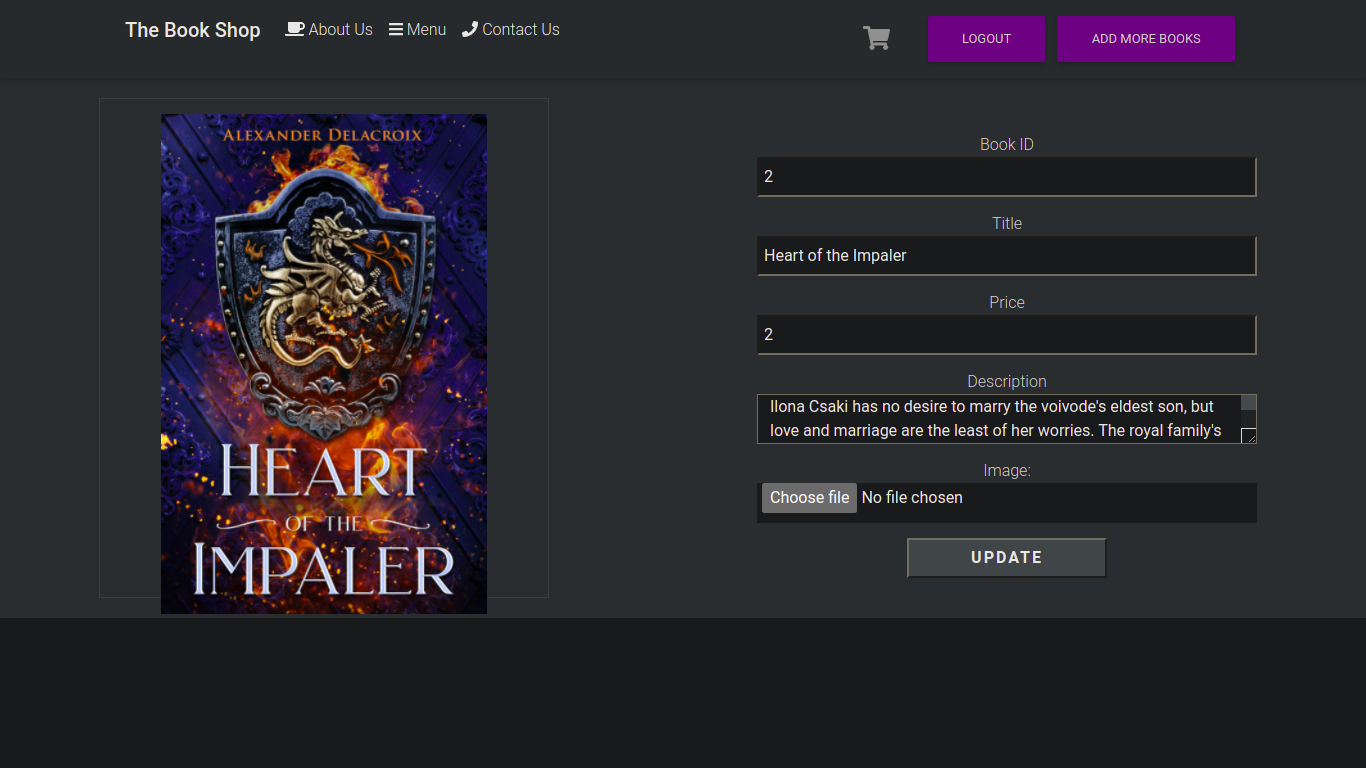 The Book Shop About Us Menu Contact Us LOGOUT ADD MORE BOOKS
ALEXANDER DELACROIX
HEART
OF THE
IMPALER
Book ID
2
Title
Heart of the Impaler
Price
2
Description
Ilona Csaki has no desire to marry the voivode's eldest son, but
love and marriage are the least of her worries. The royal family's
Image:
Choose file No file chosen
UPDATE